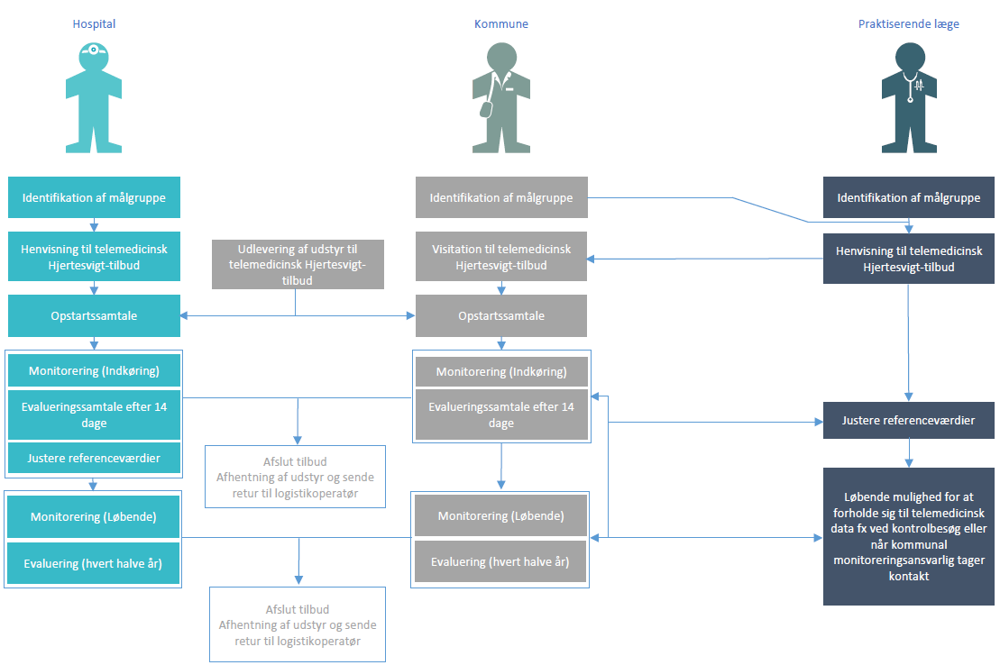 Hospital
Kommune
Praktiserende læge
Identifikation af målgruppe
Identifikation af målgruppe
Identifikation af målgruppe
Henvisning til telemedicinsk
Hjertesvigt-tilbud
Udlevering af udstyr til
telemedicinsk Hjertesvigt-
tilbud
Visitation til telemedicinsk
Hjertesvigt-tilbud
Henvisning til telemedicinsk
Hjertesvigt-tilbud
Opstartssamtale
Opstartssamtale
Monitorering (Indkøring)
Evalueringssamtale efter 14
dage
Justere referenceværdier
Monitorering (Indkøring)
Evalueringssamtale efter 14
dage
Justere referenceværdier
Afslut tilbud
Afhentning af udstyr og sende
retur til logistikoperatør
Monitorering (Løbende)
Evaluering (hvert halve år)
Monitorering (Løbende)
Evaluering (hvert halve år)
Løbende mulighed for at
forholde sig til telemedicinsk
data fx ved kontrolbesøg eller
når kommunal
monitoreringsansvarlig tager
kontakt
Afslut tilbud
Afhentning af udstyr og sende
retur til logistikoperatør